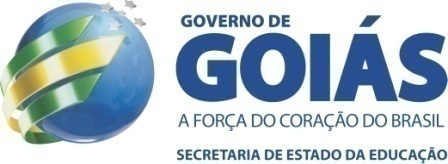 GOVERNO DE
GOIÁS
A FORÇA DO CORAÇÃO DO BRASIL
SECRETARIA DE ESTADO DA EDUCAÇÃO